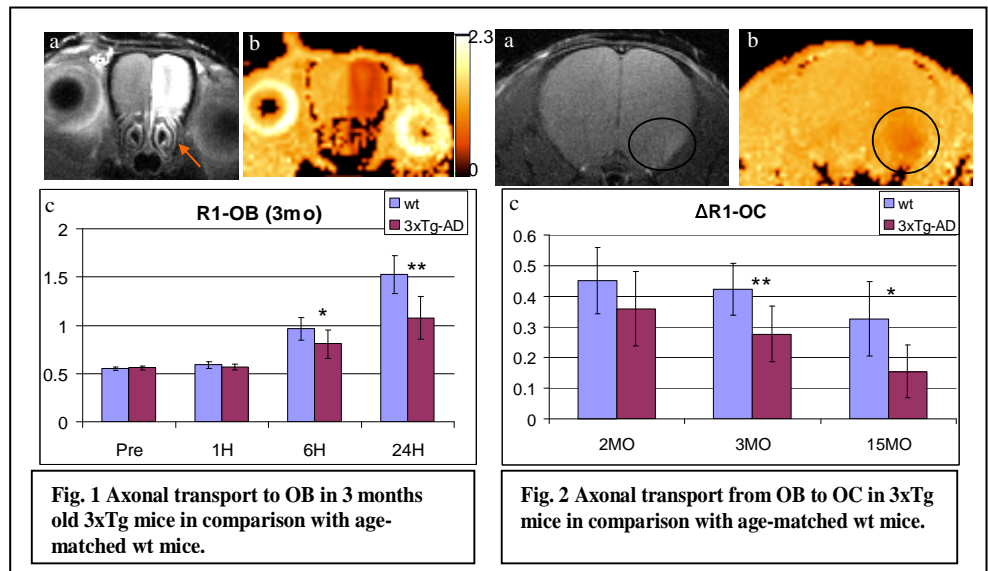 a
b
2.3
0
c
R1-OB (3mo)
wt
3xTg-AD
2
1.5
1
0.5
0
*
**
Pre
1H
6H
24H
Fig. 1 Axonal transport to OB in 3 months
old 3xTg mice in comparison with age-
matched wt mice.
a
b
c
ΔR1-OC
wt
3xTg-AD
0.6
0.5
0.4
0.3
0.2
0.1
0
**
*
2MO
3MO
15MO
Fig. 2 Axonal transport from OB to OC in 3xTg
mice in comparison with age-matched wt mice.